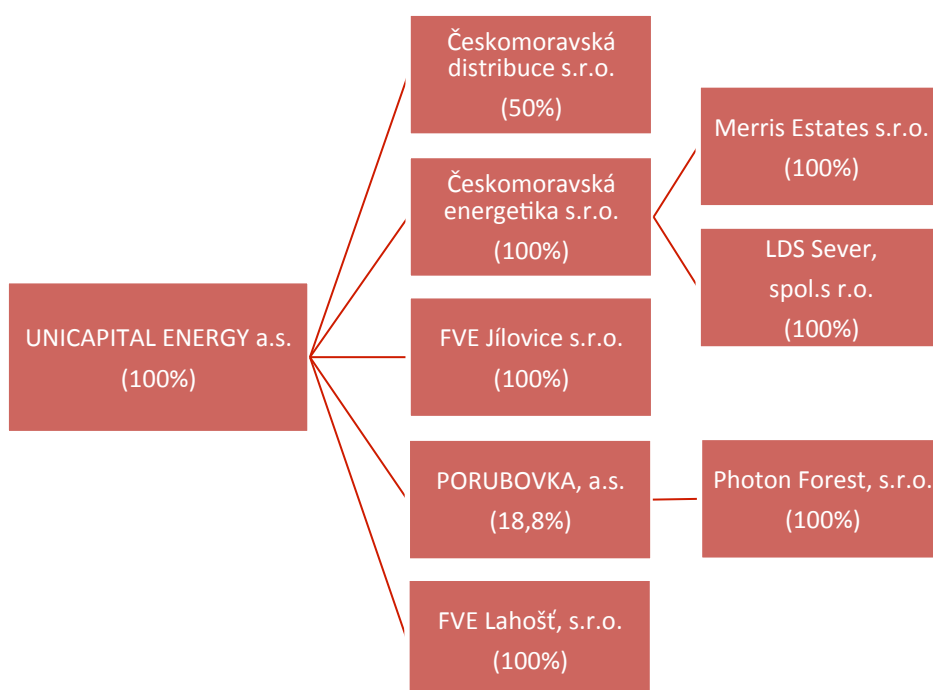 Českomoravská
distribuce s.r.o.
(50%)
Merris Estates s.r.o.
(100%)
Českomoravská
energetika s.r.o.
(100%)
LDS Sever,
spol.s r.o.
(100%)
UNICAPITAL ENERGY a.s.
(100%)
FVE Jílovice s.r.o.
(100%)
PORUBOVKA, a.s.
(18,8%)
Photon Forest, s.r.o.
(100%)
FVE Lahošť, s.r.o.
(100%)